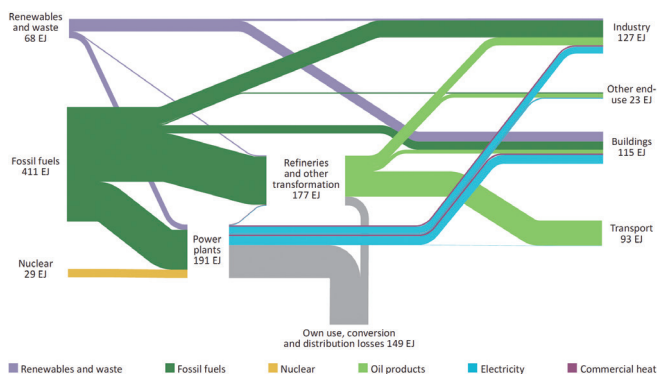 Renewables
and waste
68 EJ
Industry
127 EJ
Other end-
use 23 EJ
Fossil fuels
411 EJ
Refineries
and other
transformation
177 EJ
Buildings
115 EJ
Power
plants
191 EJ
Transport
93 EJ
Nuclear
29 EJ
Own use, conversion
and distribution losses 149 EJ
Renewables and waste
Fossil fuels
Nuclear
Oil products
Electricity
Commercial heat